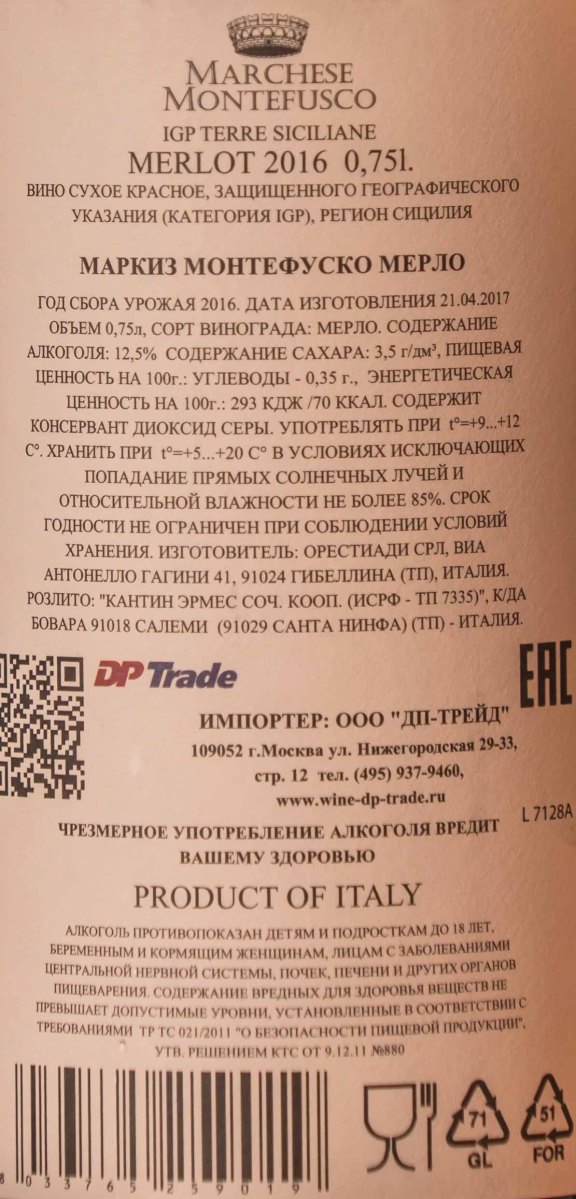 MARCHESE
MONTEFUSCO
IGP TERRE SICILIANE
MERLOT 2016 0,75l.
ВИНО СУХОЕ КРАСНОЕ, ЗАЩИЩЕННОГО ГЕОГРАФИЧЕСКОГО
УКАЗАНИЯ (КАТЕГОРИЯ IGP), РЕГИОН СИЦИЛИЯ
МАРКИЗ МОНТЕФУСКО МЕРЛО
ГОД СБОРА УРОЖАЯ 2016. ДАТА ИЗГОТОВЛЕНИЯ 21.04.2017
ОБЪЕМ 0,75л, СОРТ ВИНОГРАДА: МЕРЛО. СОДЕРЖАНИЕ
АЛКОГОЛЯ: 12,5% СОДЕРЖАНИЕ САХАРА: 3,5 г/дм³, ПИЩЕВАЯ
ЦЕННОСТЬ НА 100г.: УГЛЕВОДЫ - 0,35 г., ЭНЕРГЕТИЧЕСКАЯ
ЦЕННОСТЬ НА 100г.: 293 КДЖ /70 ККАЛ. СОДЕРЖИТ
КОНСЕРВАНТ ДИОКСИД СЕРЫ. УПОТРЕБЛЯТЬ ПРИ t°=+9...+12
С°. ХРАНИТЬ ПРИ t°=+5...+20 С° В УСЛОВИЯХ ИСКЛЮЧАЮЩИХ
ПОПАДАНИЕ ПРЯМЫХ СОЛНЕЧНЫХ ЛУЧЕЙ И
ОТНОСИТЕЛЬНОЙ ВЛАЖНОСТИ НЕ БОЛЕЕ 85%. СРОК
ГОДНОСТИ НЕ ОГРАНИЧЕН ПРИ СОБЛЮДЕНИИ УСЛОВИЙ
ХРАНЕНИЯ. ИЗГОТОВИТЕЛЬ: ОРЕСТИАДИ СРЛ, ВИА
АНТОНЕЛЛО ГАГИНИ 41, 91024 ГИБЕЛЛИНА (ТП), ИТАЛИЯ.
РОЗЛИТО: "КАНТИН ЭРМЕС СОЧ. КООП. (ИСРФ - ТП 7335)", К/ДА
БОВАРА 91018 САЛЕМИ (91029 САНТА НИНФА) (ТП) - ИТАЛИЯ.
DP Trade
EAC
ИМПОРТЕР: ООО "ДП-ТРЕЙД"
109052 г.Москва ул. Нижегородская 29-33,
стр. 12 тел. (495) 937-9460,
www.wine-dp-trade.ru
L 7128A
ЧРЕЗМЕРНОЕ УПОТРЕБЛЕНИЕ АЛКОГОЛЯ ВРЕДИТ
ВАШЕМУ ЗДОРОВЬЮ
PRODUCT OF ITALY
АЛКОГОЛЬ ПРОТИВОПОКАЗАН ДЕТЯМ И ПОДРОСТКАМ ДО 18 ЛЕТ,
БЕРЕМЕННЫМ И КОРМЯЩИМ ЖЕНЩИНАМ, ЛИЦАМ С ЗАБОЛЕВАНИЯМИ
ЦЕНТРАЛЬНОЙ НЕРВНОЙ СИСТЕМЫ, ПОЧЕК, ПЕЧЕНИ И ДРУГИХ ОРГАНОВ
ПИЩЕВАРЕНИЯ. СОДЕРЖАНИЕ ВРЕДНЫХ ДЛЯ ЗДОРОВЬЯ ВЕЩЕСТВ НЕ
ПРЕВЫШАЕТ ДОПУСТИМЫЕ УРОВНИ, УСТАНОВЛЕННЫЕ В СООТВЕТСТВИИ С
ТРЕБОВАНИЯМИ ТР ТС 021/2011 "О БЕЗОПАСНОСТИ ПИЩЕВОЙ ПРОДУКЦИИ",
УТВ. РЕШЕНИЕМ КТС ОТ 9.12.11 №880
8 033765 259019
71
GL
51
FOR